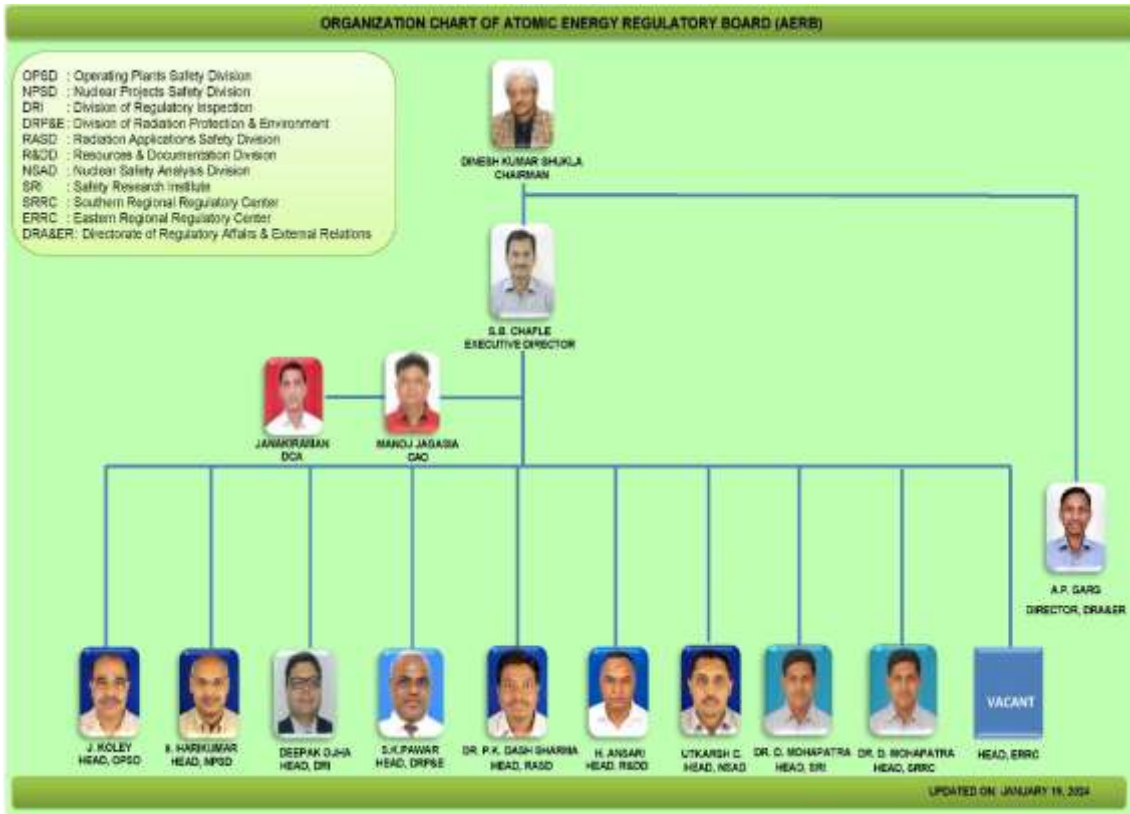 ORGANIZATION CHART OF ATOMIC ENERGY REGULATORY BOARD (AERB)
OPSD : Operating Plants Safety Division
NPSD : Nuclear Projects Safety Division
DRI : Division of Regulatory Inspection
DRP&E : Division of Radiation Protection & Environment
RASD : Radiation Applications Safety Division
R&DD : Resources & Documentation Division
NSAD : Nuclear Safety Analysis Division
SRI : Safety Research Institute
SRRC : Southern Regional Regulatory Center
ERRC : Eastern Regional Regulatory Center
DRA&ER: Directorate of Regulatory Affairs & External Relations
DINESH KUMAR SHUKLA
CHAIRMAN
S.B. CHAFLE
EXECUTIVE DIRECTOR
JANAKIRAMAN
DCA
MANOJ JAGASIA
CAO
A.P. GARG
DIRECTOR, DRA&ER
J. KOLEY
HEAD, OPSD
HARIKUMAR
HEAD, NPSD
DEEPAK OJHA
HEAD, DRI
S.K.PAWAR
HEAD, DRP&E
DR. P.K. DASH SHARMA
HEAD, RASD
H. ANSARI
HEAD, R&DD
UTKARSH C.
HEAD, NSAD
DR. D. MOHAPATRA
HEAD, SRI
DR. D. MOHAPATRA
HEAD, SRRC
VACANT
HEAD, ERRC
UPDATED ON: JANUARY 19, 2024